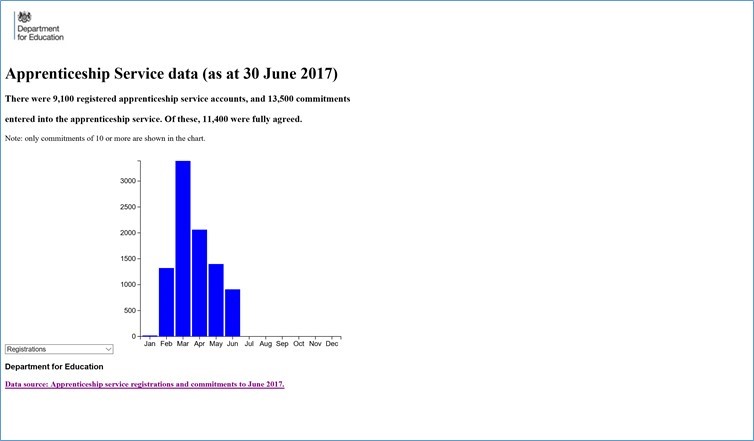 Department
for Education
Apprenticeship Service data (as at 30 June 2017)
There were 9,100 registered apprenticeship service accounts, and 13,500 commitments
entered into the apprenticeship service. Of these, 11,400 were fully agreed.
Note: only commitments of 10 or more are shown in the chart.
3000
2500
2000
1500
1000
500
0
Jan Feb Mar Apr May Jun Jul Aug Sep Oct Nov Dec
Registrations
Department for Education
Data source: Apprenticeship service registrations and commitments to June 2017.